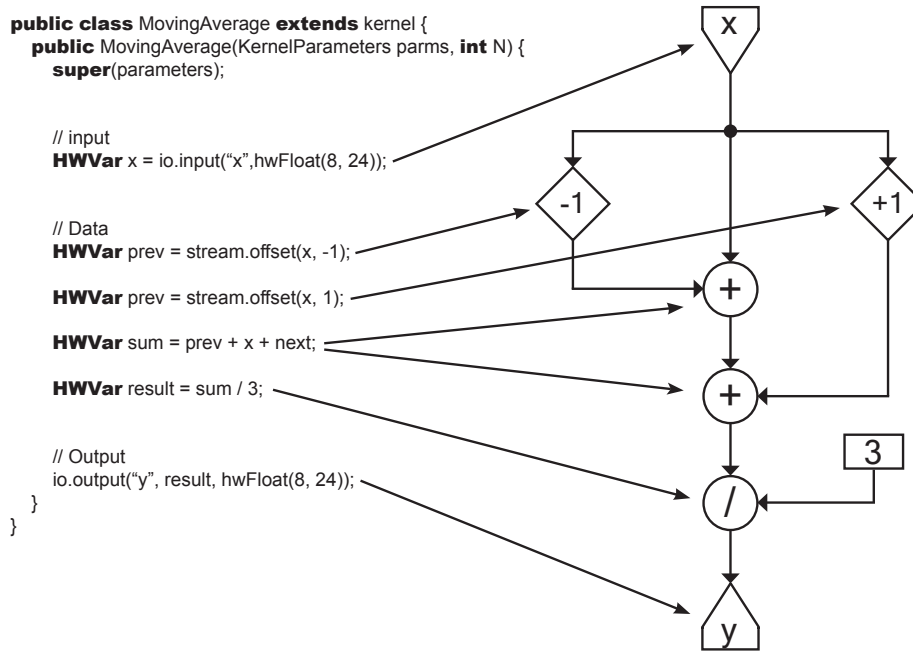 public class MovingAverage extends kernel {
public MovingAverage(KernelParameters parms, int N) {
super(parameters);
// input
HWVar x = io.input(“x”,hwFloat(8, 24));
// Data
HWVar prev = stream.offset(x, -1);
HWVar prev = stream.offset(x, 1);
HWVar sum = prev + x + next;
HWVar result = sum / 3;
// Output
io.output(“y”, result, hwFloat(8, 24));
}
}
x
-1
+1
+
+
3
/
y